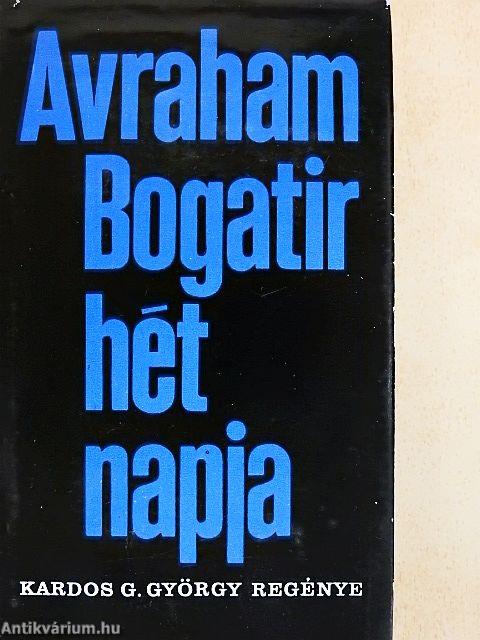 Avraham
Bogatir
hét
napja
KARDOS G. GYÖRGY REGÉNYE
Antikvárium.hu